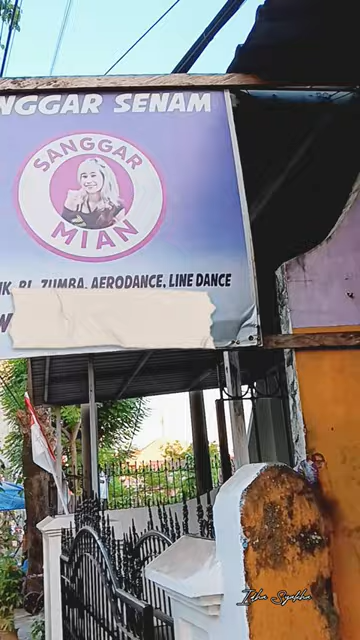 NGGAR SENAM
SANGGAR
MIAN
IK, BL, ZUMBA, AERODANCE, LINE DANCE